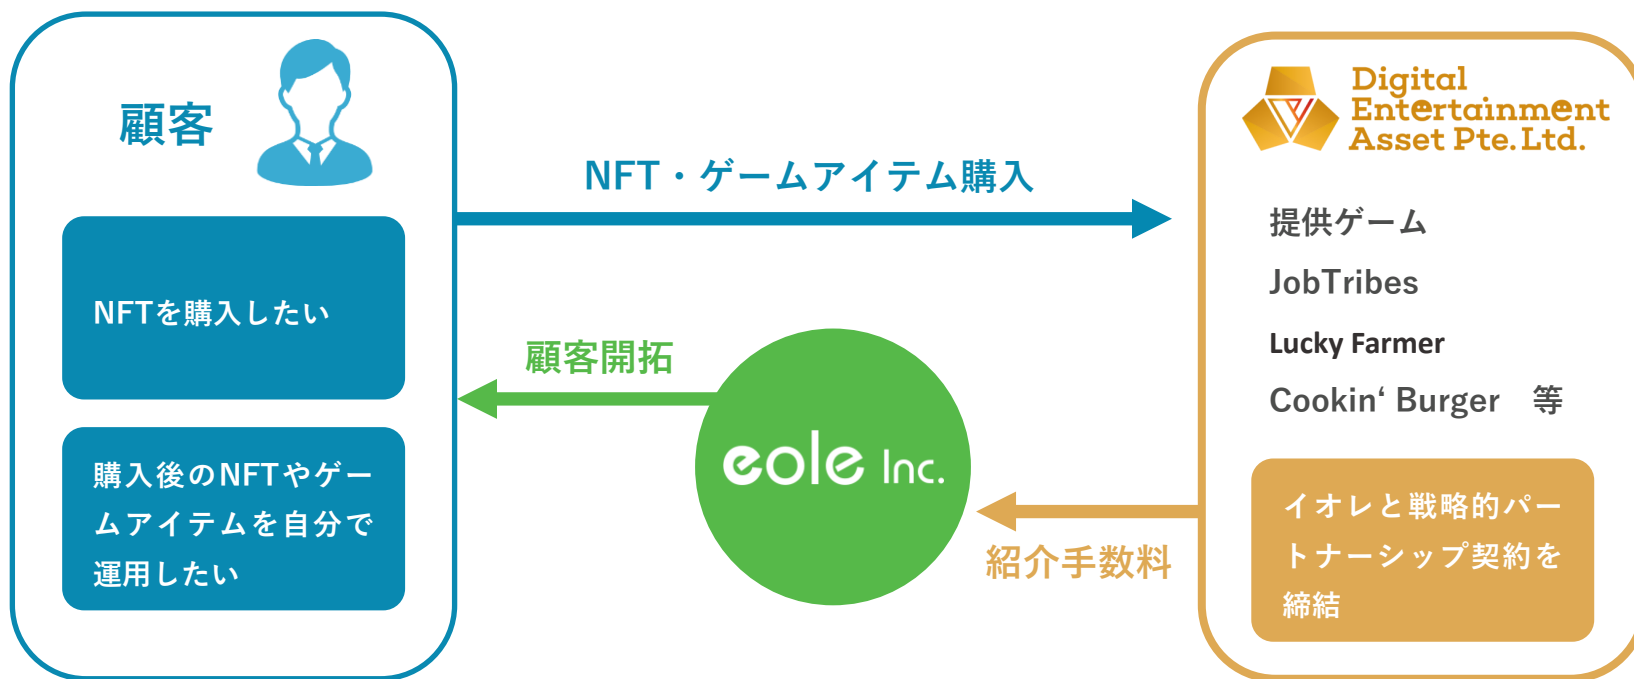 顧客
NFTを購入したい
購入後のNFTやゲー
ムアイテムを自分で
運用したい
NFT・ゲームアイテム購入
顧客開拓
eole Inc.
紹介手数料
Digital
Entertainment
Asset Pte.Ltd.
提供ゲーム
JobTribes
Lucky Farmer
Cookin‘ Burger　等
イオレと戦略的パー
トナーシップ契約を
締結